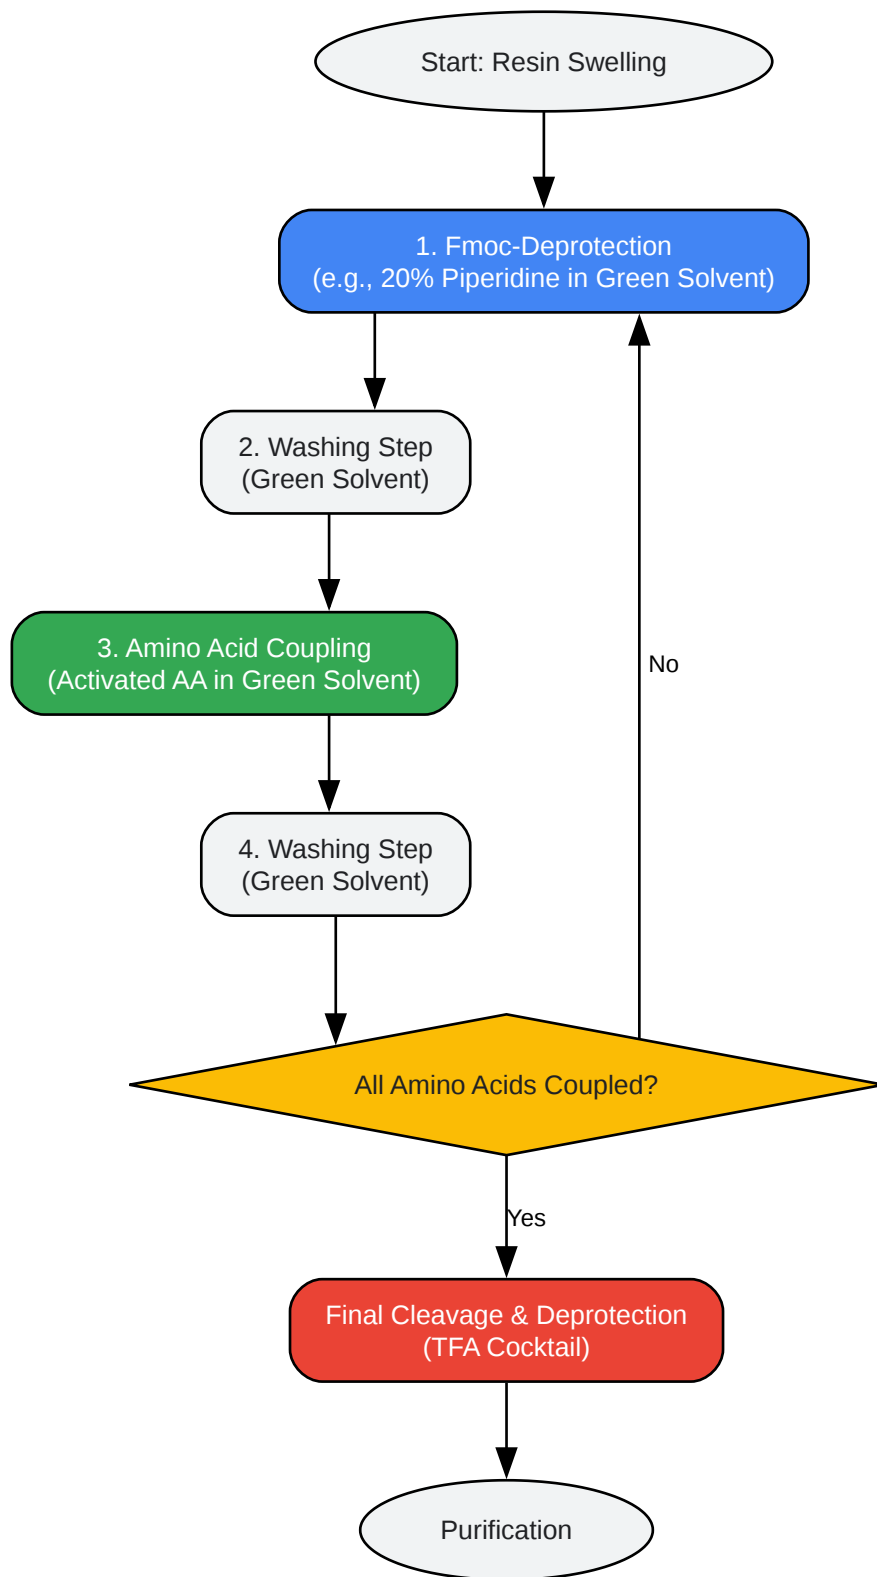 Start: Resin Swelling
1. Fmoc-Deprotection
(e.g., 20% Piperidine in Green Solvent)
2. Washing Step
(Green Solvent)
3. Amino Acid Coupling
(Activated AA in Green Solvent)
No
4. Washing Step
(Green Solvent)
All Amino Acids Coupled?
Yes
Final Cleavage & Deprotection
(TFA Cocktail)
Purification